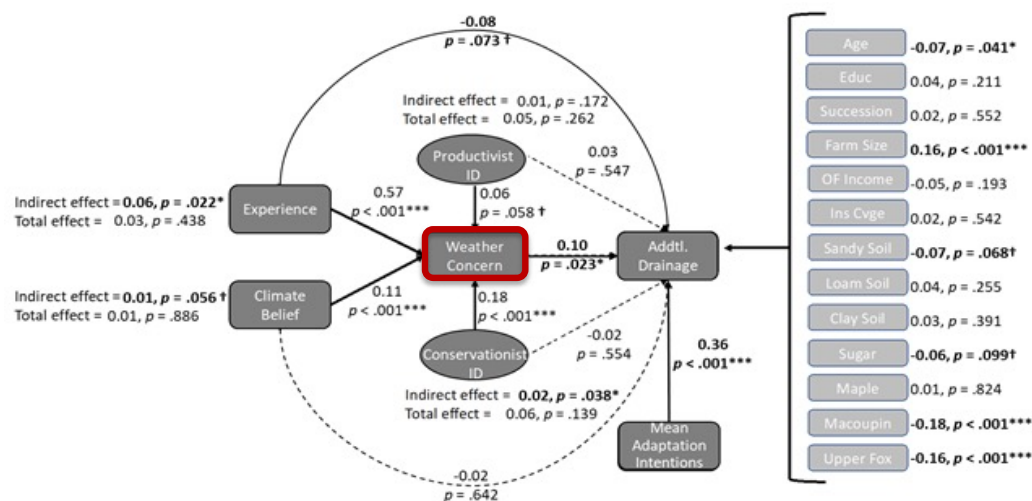 -0.08
p = .073 †
Indirect effect = 0.01, p = .172
Total effect = 0.05, p = .262
Productivist
ID
0.03
p = .547
0.06
p = .058 †
Indirect effect = 0.06, p = .022*
Total effect = 0.03, p = .438
Experience
0.57
p < .001***
Weather
Concern
0.10
p = .023*
Addtl.
Drainage
Indirect effect = 0.01, p = .056 †
Total effect = 0.01, p = .886
Climate
Belief
0.11
p < .001***
0.18
p < .001***
-0.02
p = .554
Conservationist
ID
Indirect effect = 0.02, p = .038*
Total effect = 0.06, p = .139
0.36
p < .001***
Mean
Adaptation
Intentions
-0.02
p = .642
Age -0.07, p = .041*
Educ 0.04, p = .211
Succession 0.02, p = .552
Farm Size 0.16, p < .001***
OF Income -0.05, p = .193
Ins Cvge 0.02, p = .542
Sandy Soil -0.07, p = .068†
Loam Soil 0.04, p = .255
Clay Soil 0.03, p = .391
Sugar -0.06, p = .099†
Maple 0.01, p = .824
Macoupin -0.18, p < .001***
Upper Fox -0.16, p < .001***